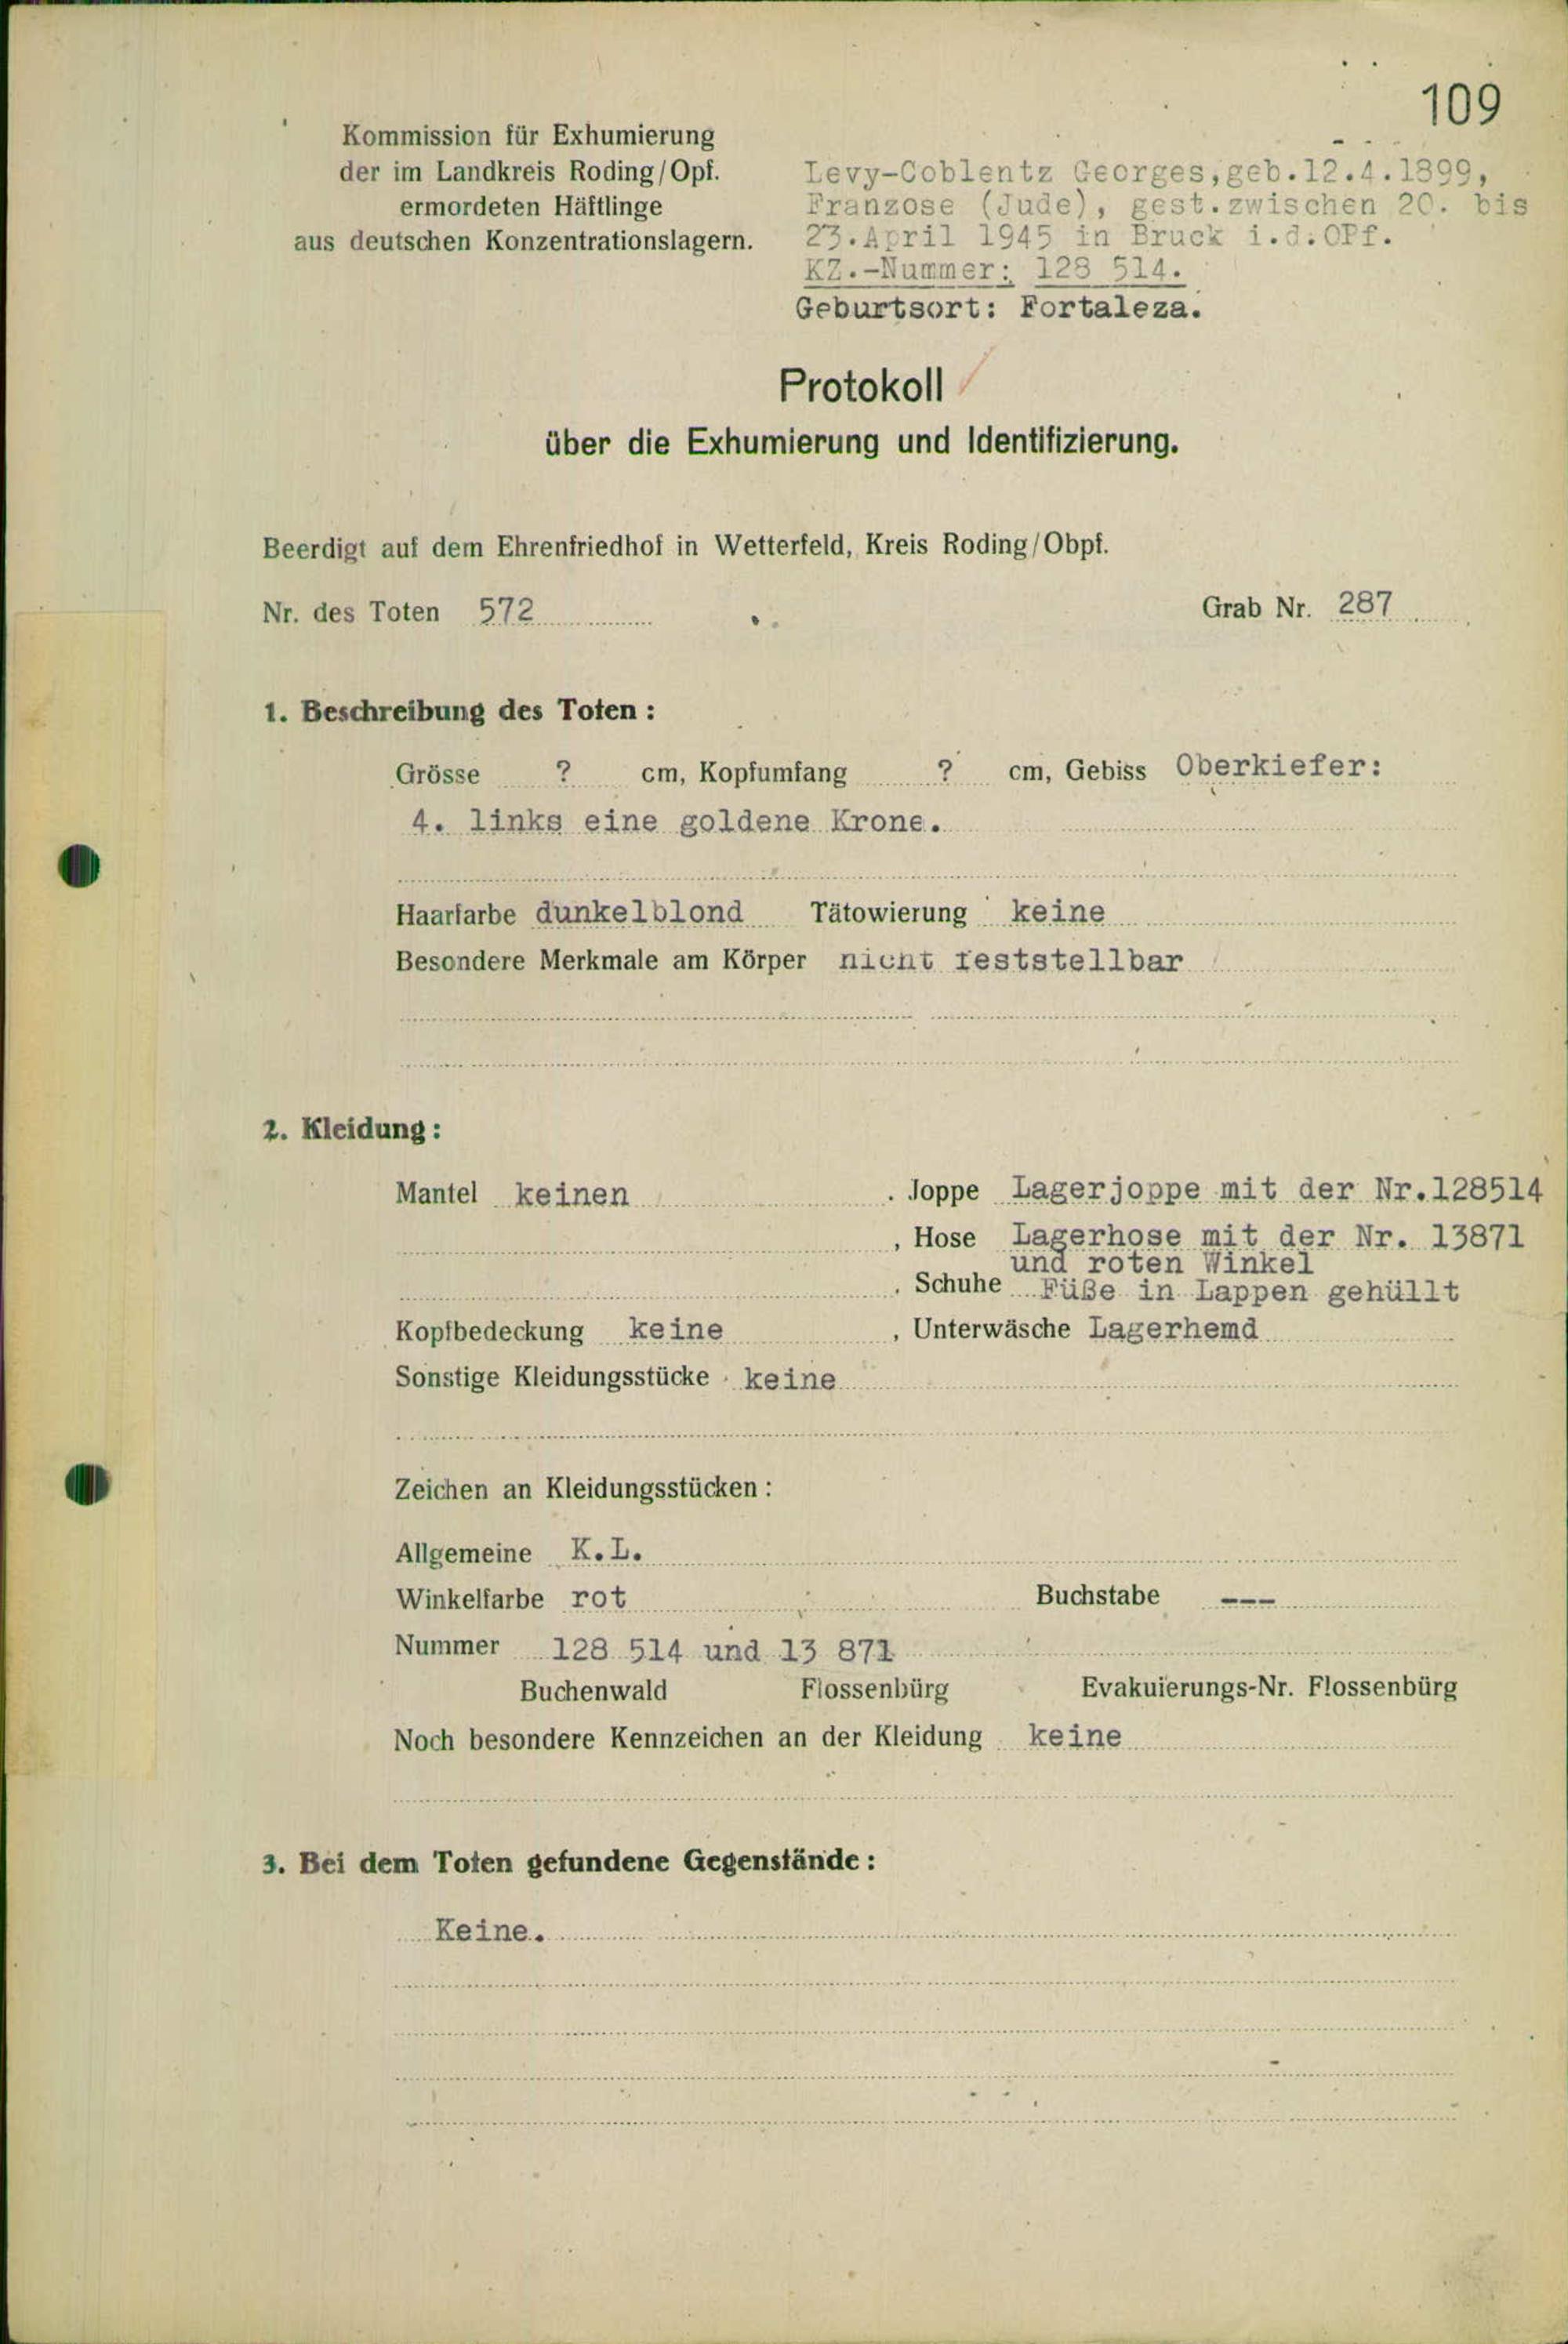 109
Kommission für Exhumierung
der im Landkreis Roding/Opf.
ermordeten Häftlinge
aus deutschen Konzentrationslagern.
Levy-Coblentz Georges,geb.12.4.1899,
Franzose (Jude), gest.zwischen 20. bis
23.April 1945 in Bruck i.d.OPf.
KZ.-Nummer: 128 514.
Geburtsort: Fortaleza.
Protokoll
über die Exhumierung und Identifizierung.
Beerdigt auf dem Ehrenfriedhof in Wetterfeld, Kreis Roding/Obpf.
Nr. des Toten 572 Grab Nr. 287
1. Beschreibung des Toten :
Grösse ? cm, Kopfumfang ? cm, Gebiss Oberkiefer:
4. links eine goldene Krone.
Haarfarbe dunkelblond Tätowierung keine
Besondere Merkmale am Körper nicht feststellbar
2. Kleidung :
Mantel keinen . Joppe Lagerjoppe mit der Nr.128514
, Hose Lagerhose mit der Nr. 13871
und roten Winkel
. Schuhe Füße in Lappen gehüllt
Kopfbedeckung keine , Unterwäsche Lagerhemd
Sonstige Kleidungsstücke keine
Zeichen an Kleidungsstücken :
Allgemeine K.L.
Winkelfarbe rot Buchstabe ---
Nummer 128 514 und 13 871
Buchenwald Flossenbürg Evakuierungs-Nr. Flossenbürg
Noch besondere Kennzeichen an der Kleidung keine
3. Bei dem Toten gefundene Gegenstände :
Keine.